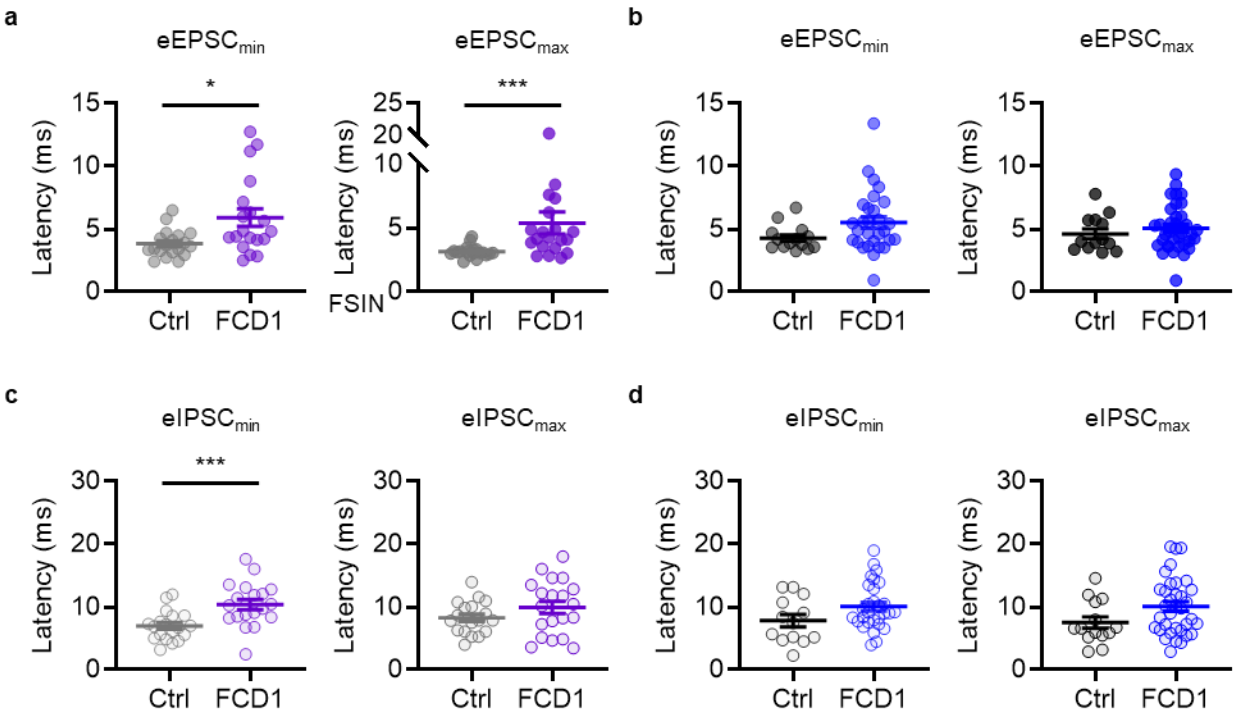 a
eEPSCmin
*
Latency (ms)
15
10
5
0
Ctrl FCD1
eEPSCmax
***
Latency (ms)
25
20
10
5
0
FSIN
Ctrl FCD1
b
eEPSCmin
Latency (ms)
15
10
5
0
Ctrl FCD1
eEPSCmax
Latency (ms)
15
10
5
0
Ctrl FCD1
c
eIPSCmin
***
Latency (ms)
30
20
10
0
Ctrl FCD1
eIPSCmax
Latency (ms)
30
20
10
0
Ctrl FCD1
d
eIPSCmin
Latency (ms)
30
20
10
0
Ctrl FCD1
eIPSCmax
Latency (ms)
30
20
10
0
Ctrl FCD1